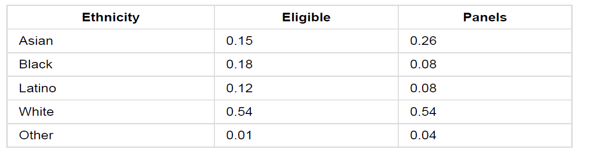 Ethnicity Eligible Panels
Asian 0.15 0.26
Black 0.18 0.08
Latino 0.12 0.08
White 0.54 0.54
Other 0.01 0.04